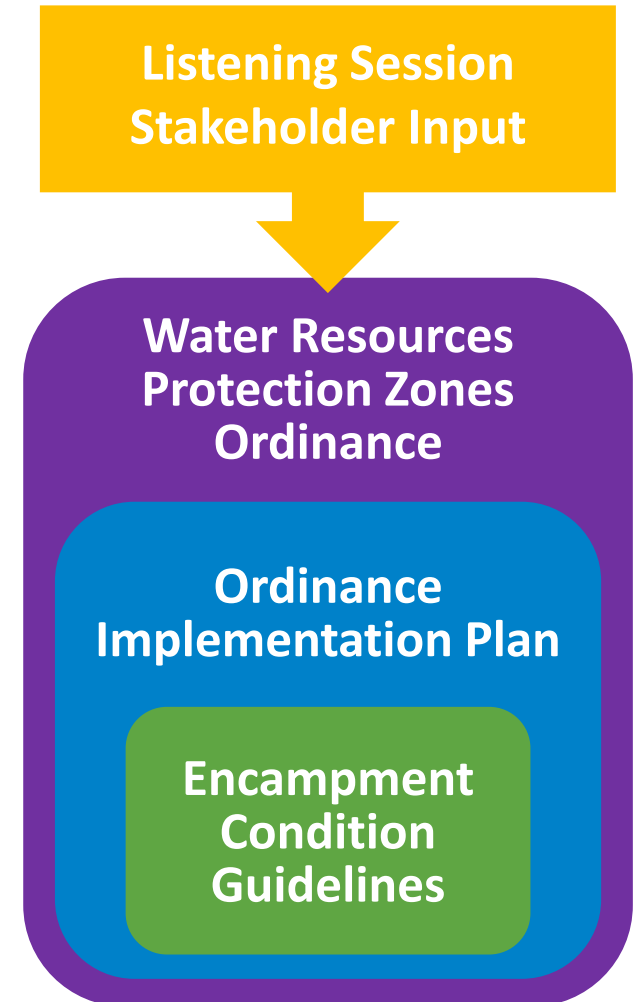 Listening Session
Stakeholder Input
Water Resources
Protection Zones
Ordinance
Ordinance
Implementation Plan
Encampment
Condition
Guidelines